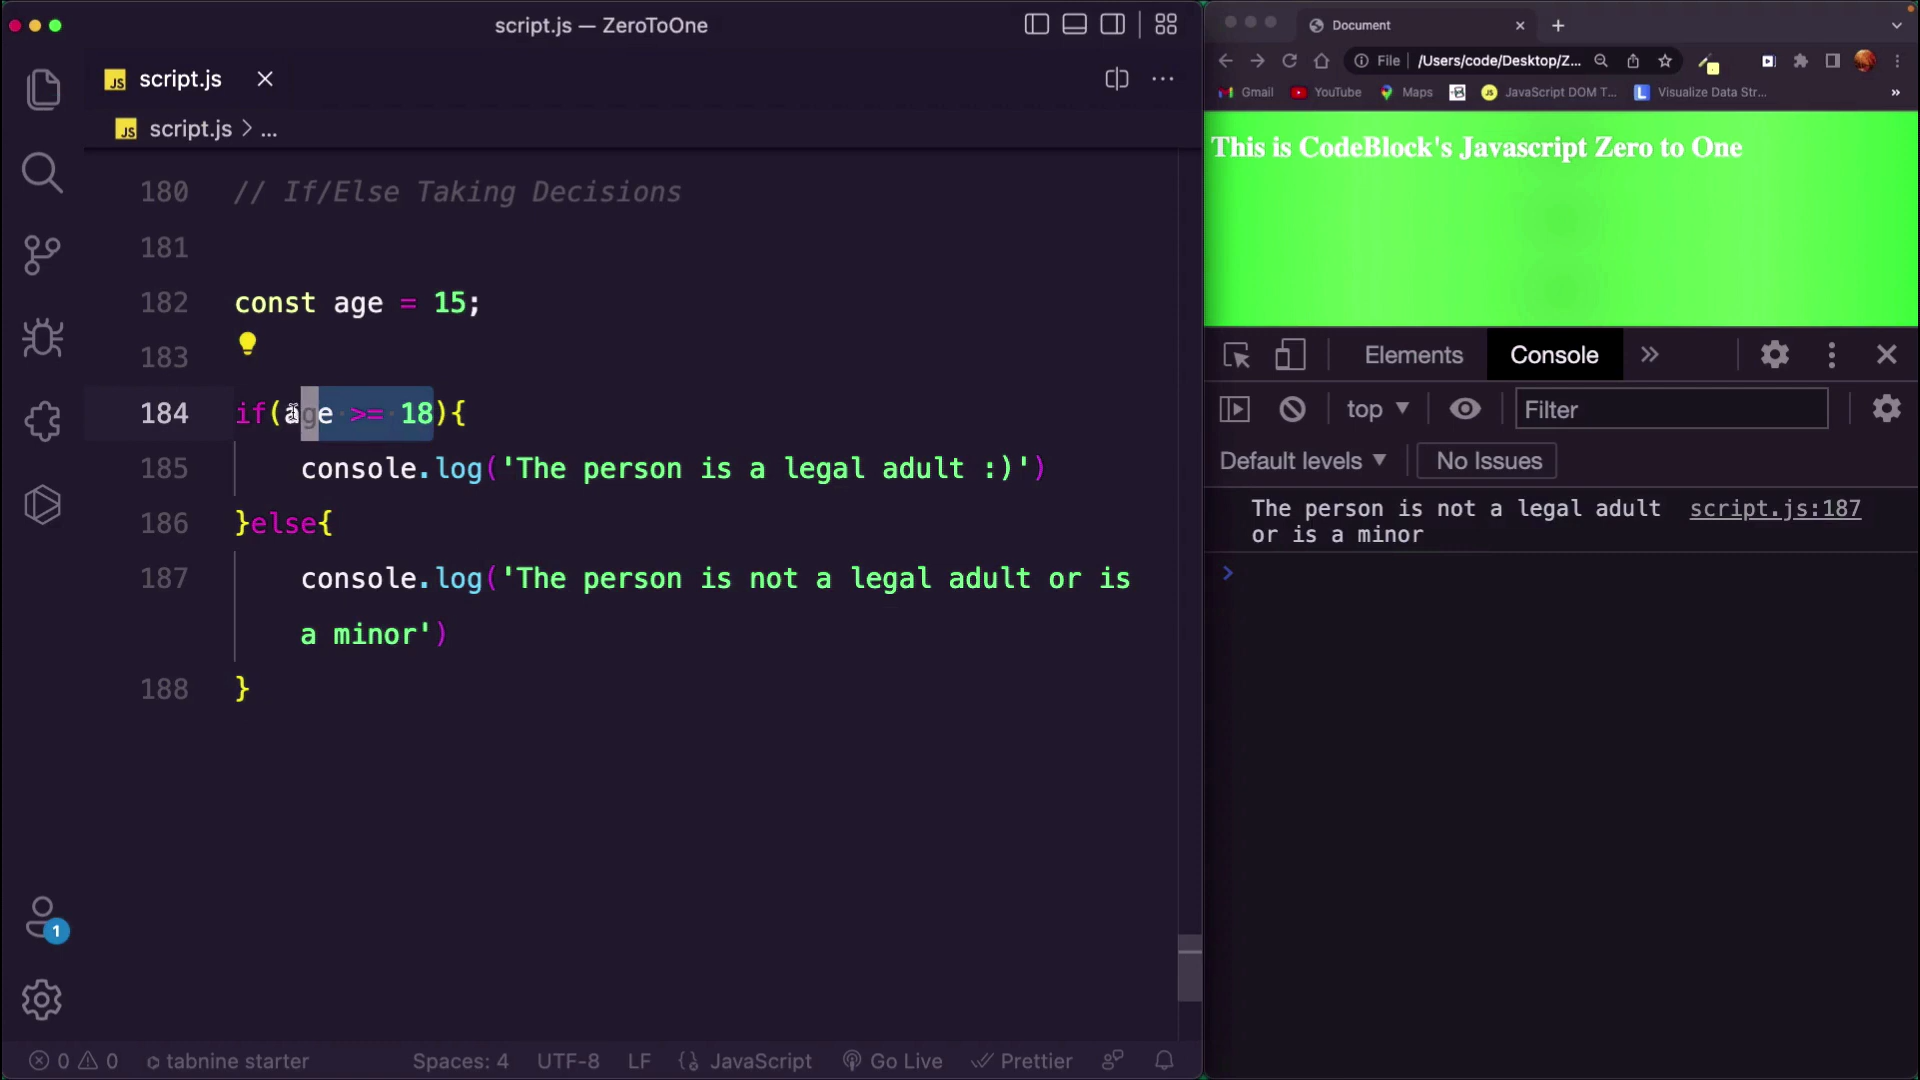 script.js — ZeroToOne
script.js
script.js > ...
180 // If/Else Taking Decisions
181
182 const age = 15;
183
184 if(age >= 18){
185 console.log('The person is a legal adult :)')
186 }else{
187 console.log('The person is not a legal adult or is
a minor')
188 }
1
0 0 tabnine starter Spaces: 4 UTF-8 LF {} JavaScript Go Live Prettier
Document
File /Users/code/Desktop/Z...
Gmail YouTube Maps JavaScript DOM T... Visualize Data Str... »
This is CodeBlock's Javascript Zero to One
Elements Console »
top Filter
Default levels No Issues
The person is not a legal adult script.js:187
or is a minor
>